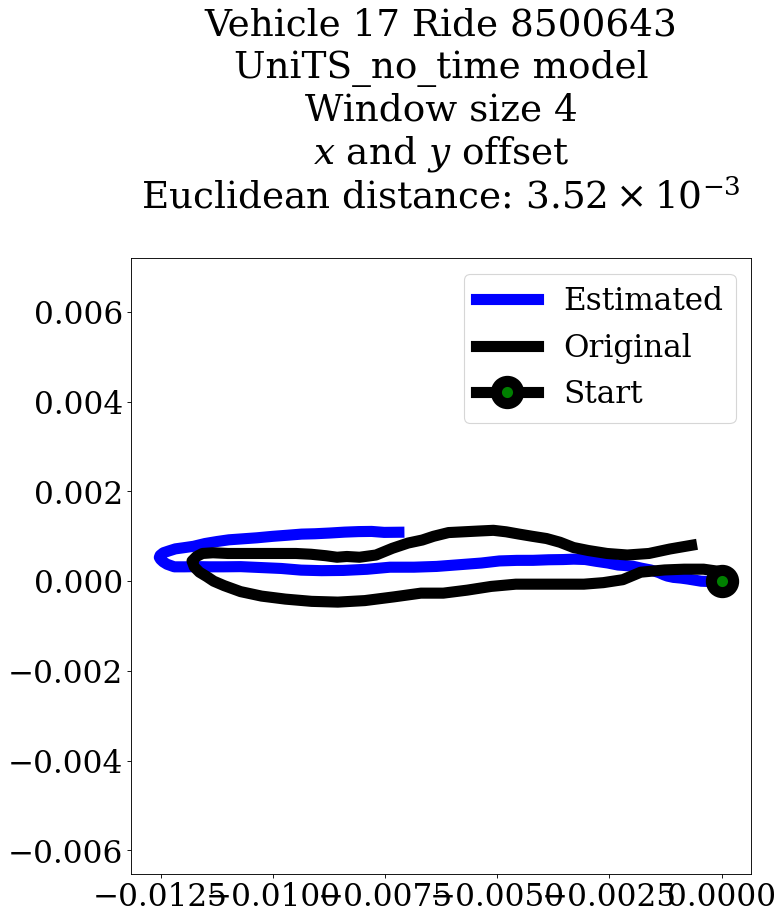 Vehicle 17 Ride 8500643
UniTS_no_time model
Window size 4
x and y offset
Euclidean distance: 3.52 × 10⁻³
Estimated
Original
Start
0.006
0.004
0.002
0.000
−0.002
−0.004
−0.006
−0.0125 −0.0100 −0.0075 −0.0050 −0.0025 0.0000